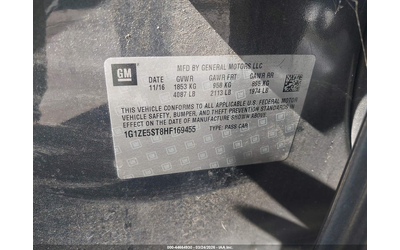 GM
MFD BY GENERAL MOTORS LLC
DATE GVWR GAWR FRT GAWR RR
11/16 1853 KG 958 KG 895 KG
4087 LB 2113 LB 1974 LB
THIS VEHICLE CONFORMS TO ALL APPLICABLE U.S. FEDERAL MOTOR
VEHICLE SAFETY, BUMPER, AND THEFT PREVENTION STANDARDS
IN EFFECT ON THE DATE OF MANUFACTURE SHOWN ABOVE.
1G1ZE5ST8HF169455 TYPE: PASS CAR